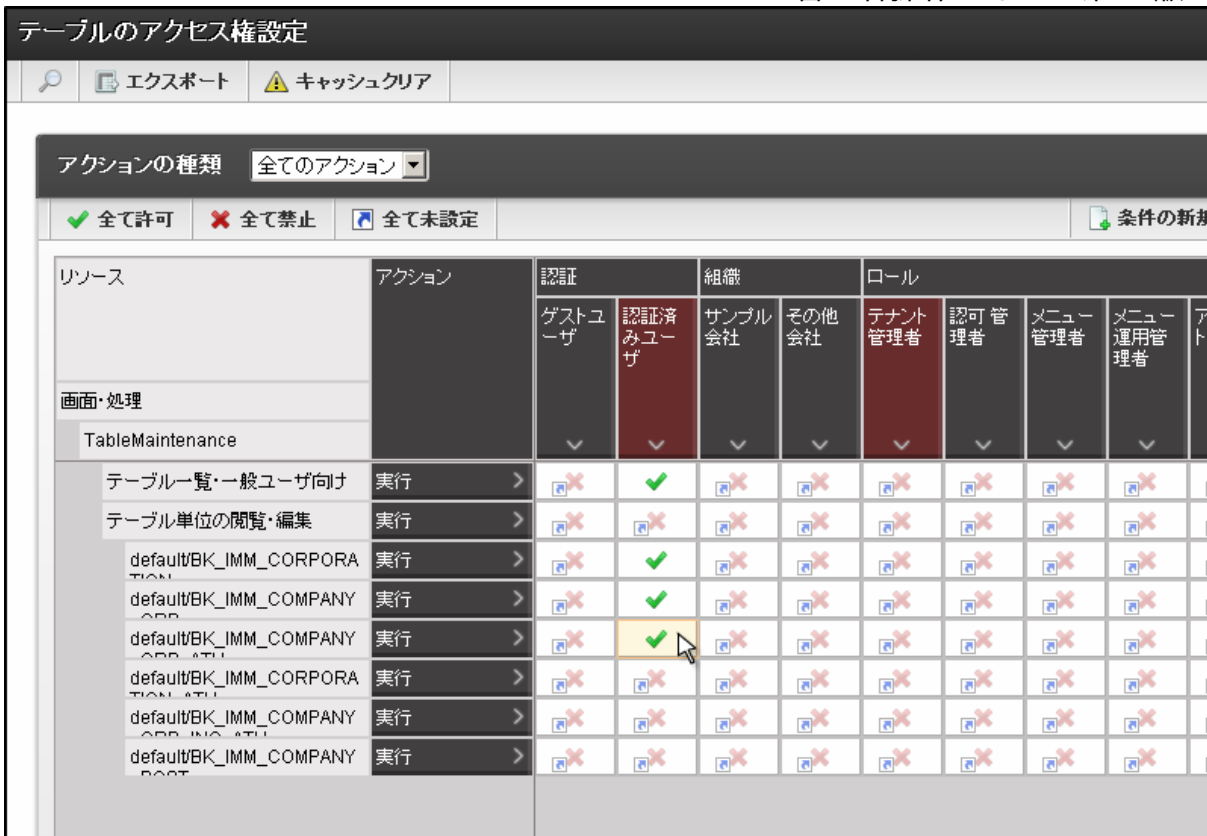 テーブルのアクセス権設定
エクスポート
キャッシュクリア
アクションの種類
全てのアクション
全て許可
全て禁止
全て未設定
条件の新規
リソース
アクション
認証
組織
ロール
ゲストユ
ーザ
認証済
みユー
ザ
サンプル
会社
その他
会社
テナント
管理者
認可 管
理者
メニュー
管理者
メニュー
運用管
理者
画面・処理
TableMaintenance
テーブル一覧・一般ユーザ向け 実行
テーブル単位の閲覧・編集 実行
default/BK_IMM_CORPORA 実行
default/BK_IMM_COMPANY 実行
default/BK_IMM_COMPANY 実行
default/BK_IMM_CORPORA 実行
default/BK_IMM_COMPANY 実行
default/BK_IMM_COMPANY 実行